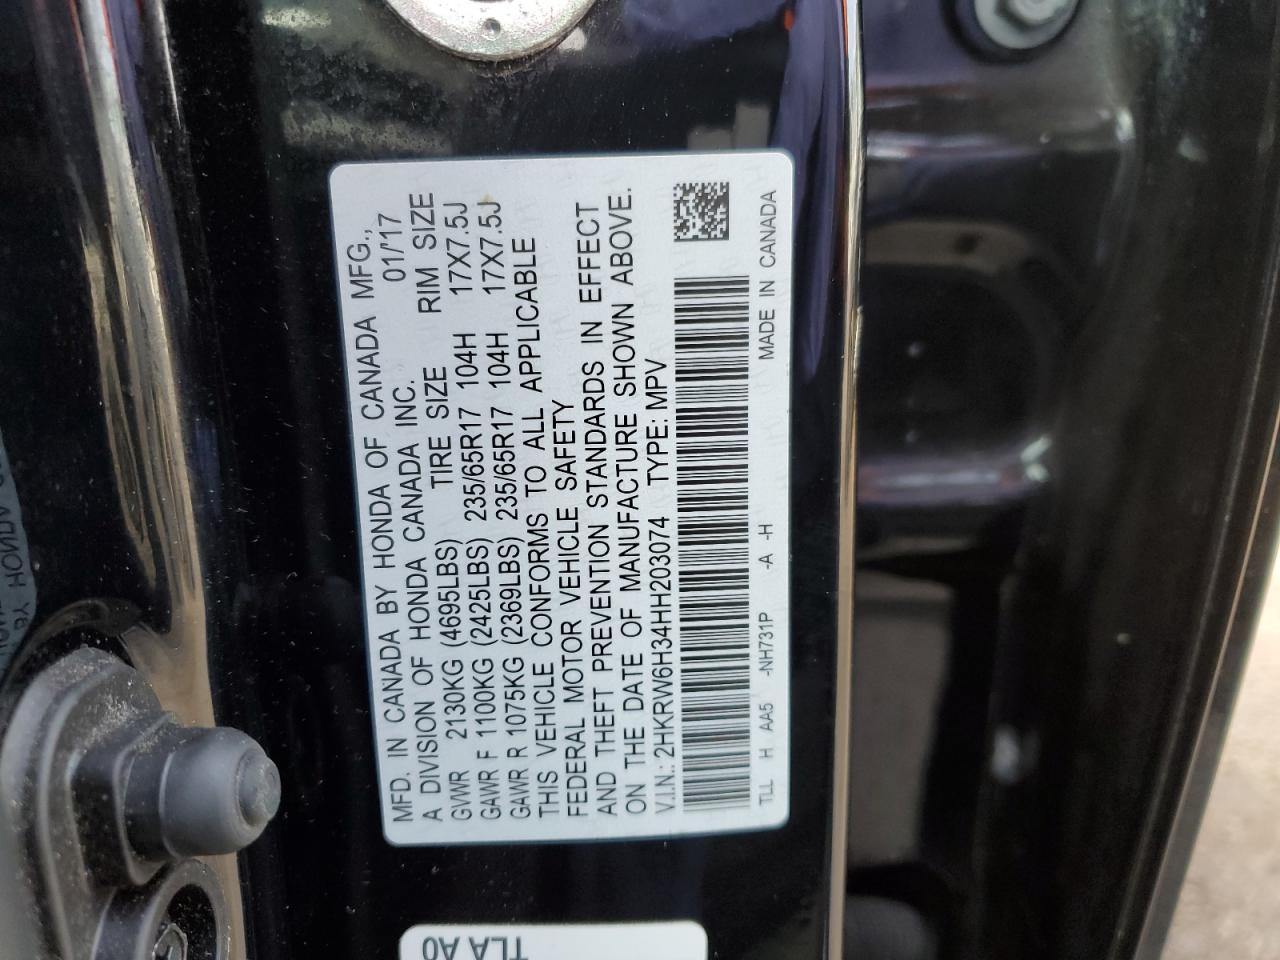 MFD. IN CANADA BY HONDA OF CANADA MFG.,
A DIVISION OF HONDA CANADA INC. 01/'17
GVWR 2130KG (4695LBS) TIRE SIZE RIM SIZE
GAWR F 1100KG (2425LBS) 235/65R17 104H 17X7.5J
GAWR R 1075KG (2369LBS) 235/65R17 104H 17X7.5J
THIS VEHICLE CONFORMS TO ALL APPLICABLE
FEDERAL MOTOR VEHICLE SAFETY
AND THEFT PREVENTION STANDARDS IN EFFECT
ON THE DATE OF MANUFACTURE SHOWN ABOVE.
V.I.N.: 2HKRW6H34HH203074 TYPE: MPV
TLL H AA5 -NH731P -A -H MADE IN CANADA
TLA A0
HONDA